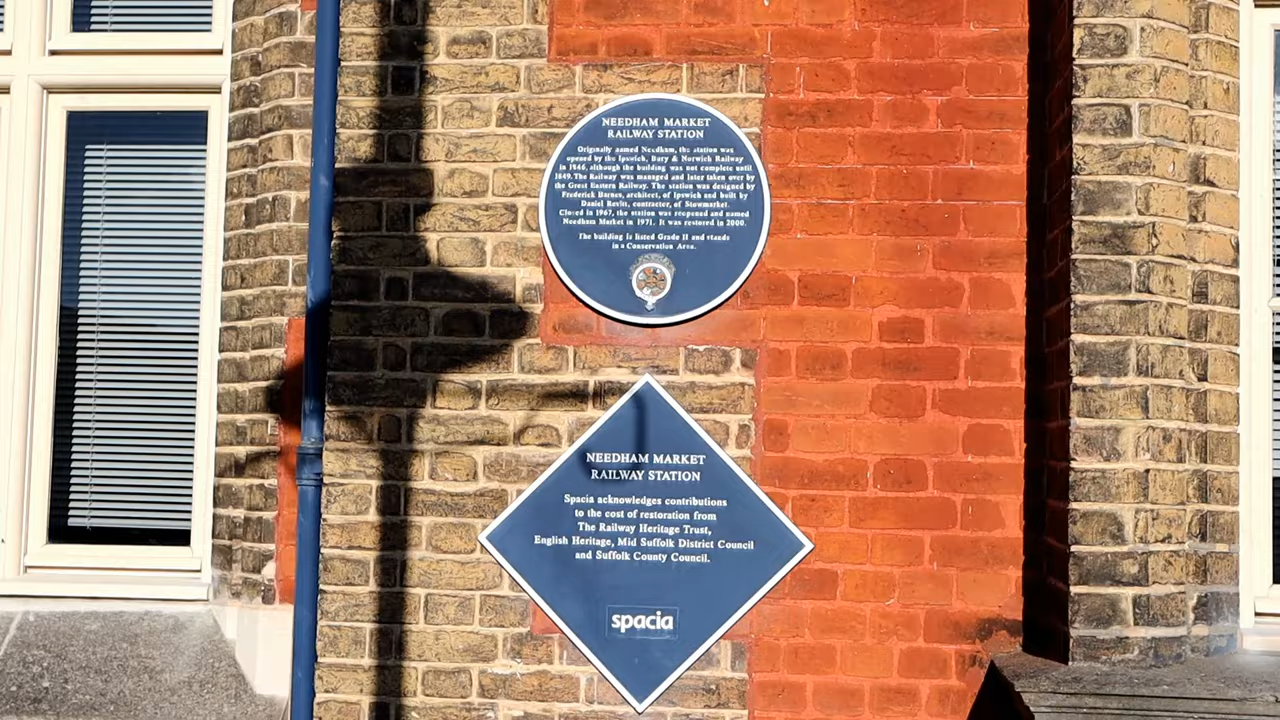 NEEDHAM MARKET
RAILWAY STATION
Originally named Needham, the station was
opened by the Ipswich, Bury & Norwich Railway
in 1846, although the building was not complete until
1849. The Railway was managed and later taken over by
the Great Eastern Railway. The station was designed by
Frederick Barnes, architect, of Ipswich and built by
Daniel Revitt, contractor, of Stowmarket.
Closed in 1967, the station was reopened and named
Needham Market in 1971. It was restored in 2000.
The building is listed Grade II and stands
in a Conservation Area.
NEEDHAM MARKET
RAILWAY STATION
Spacia acknowledges contributions
to the cost of restoration from
The Railway Heritage Trust,
English Heritage, Mid Suffolk District Council
and Suffolk County Council.
spacia